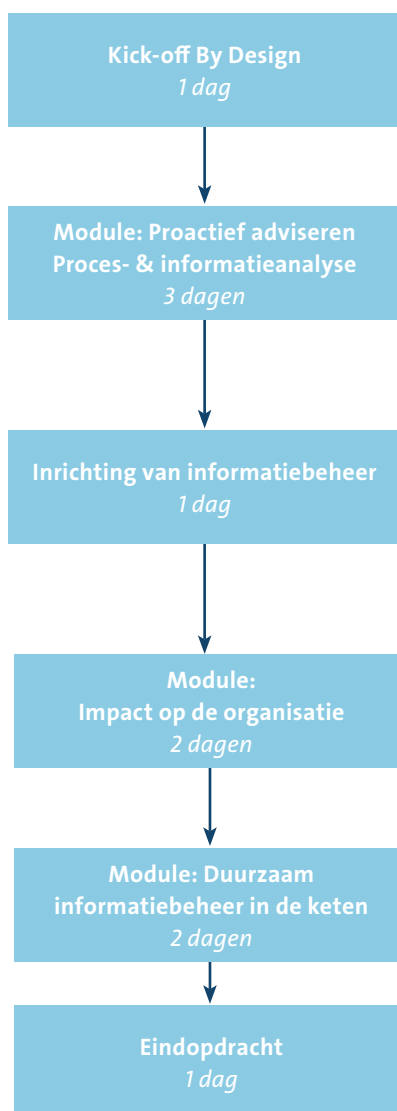 Kick-off By Design
1 dag
Module: Proactief adviseren
Proces- & informatieanalyse
3 dagen
Inrichting van informatiebeheer
1 dag
Module:
Impact op de organisatie
2 dagen
Module: Duurzaam
informatiebeheer in de keten
2 dagen
Eindopdracht
1 dag